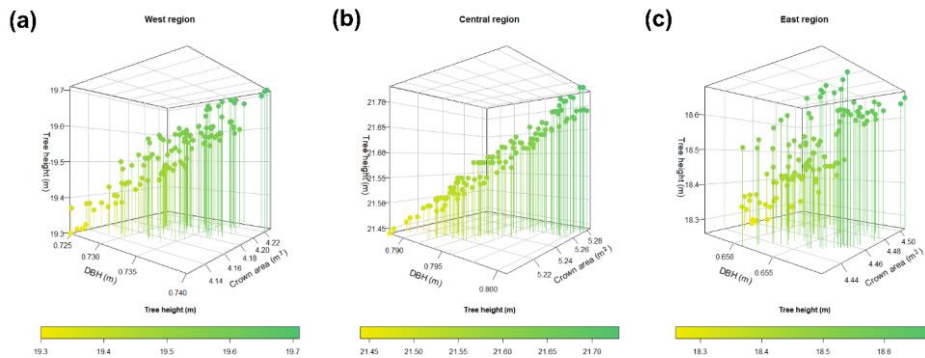 (a)
West region
19.7
19.6
19.5
19.4
19.3
Tree height (m)
0.725
0.730
0.735
0.740
DBH (m)
4.14
4.16
4.18
4.20
4.22
Crown area (m²)
Tree height (m)
19.3 19.4 19.5 19.6 19.7
(b)
Central region
21.70
21.65
21.60
21.55
21.50
21.45
Tree height (m)
0.790
0.795
0.800
DBH (m)
5.22
5.24
5.26
5.28
Crown area (m²)
Tree height (m)
21.45 21.50 21.55 21.60 21.65 21.70
(c)
East region
18.6
18.5
18.4
18.3
Tree height (m)
0.650
0.655
DBH (m)
4.44
4.46
4.48
4.50
Crown area (m²)
Tree height (m)
18.3 18.4 18.5 18.6